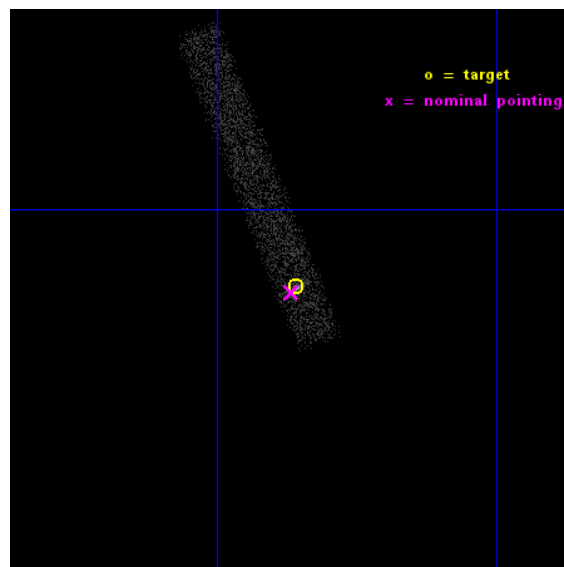 o = target
x = nominal pointing